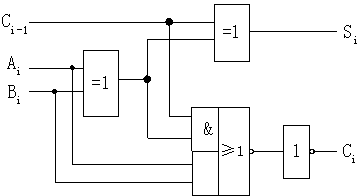 C_{i-1}
=1
S_i
A_i
=1
B_i
&
≥1
1
C_i